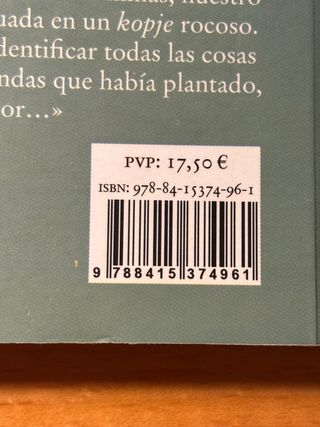 nuestro
uada en un kopje rocoso.
dentificar todas las cosas
ndas que había plantado,
or…»
PVP: 17,50 €
ISBN: 978-84-15374-96-1
9 788415 374961